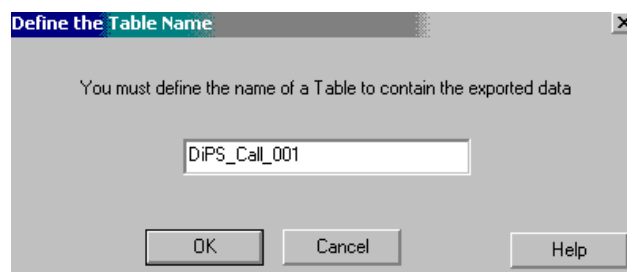 Define the Table Name
You must define the name of a Table to contain the exported data
DiPS_Call_001
OK Cancel Help